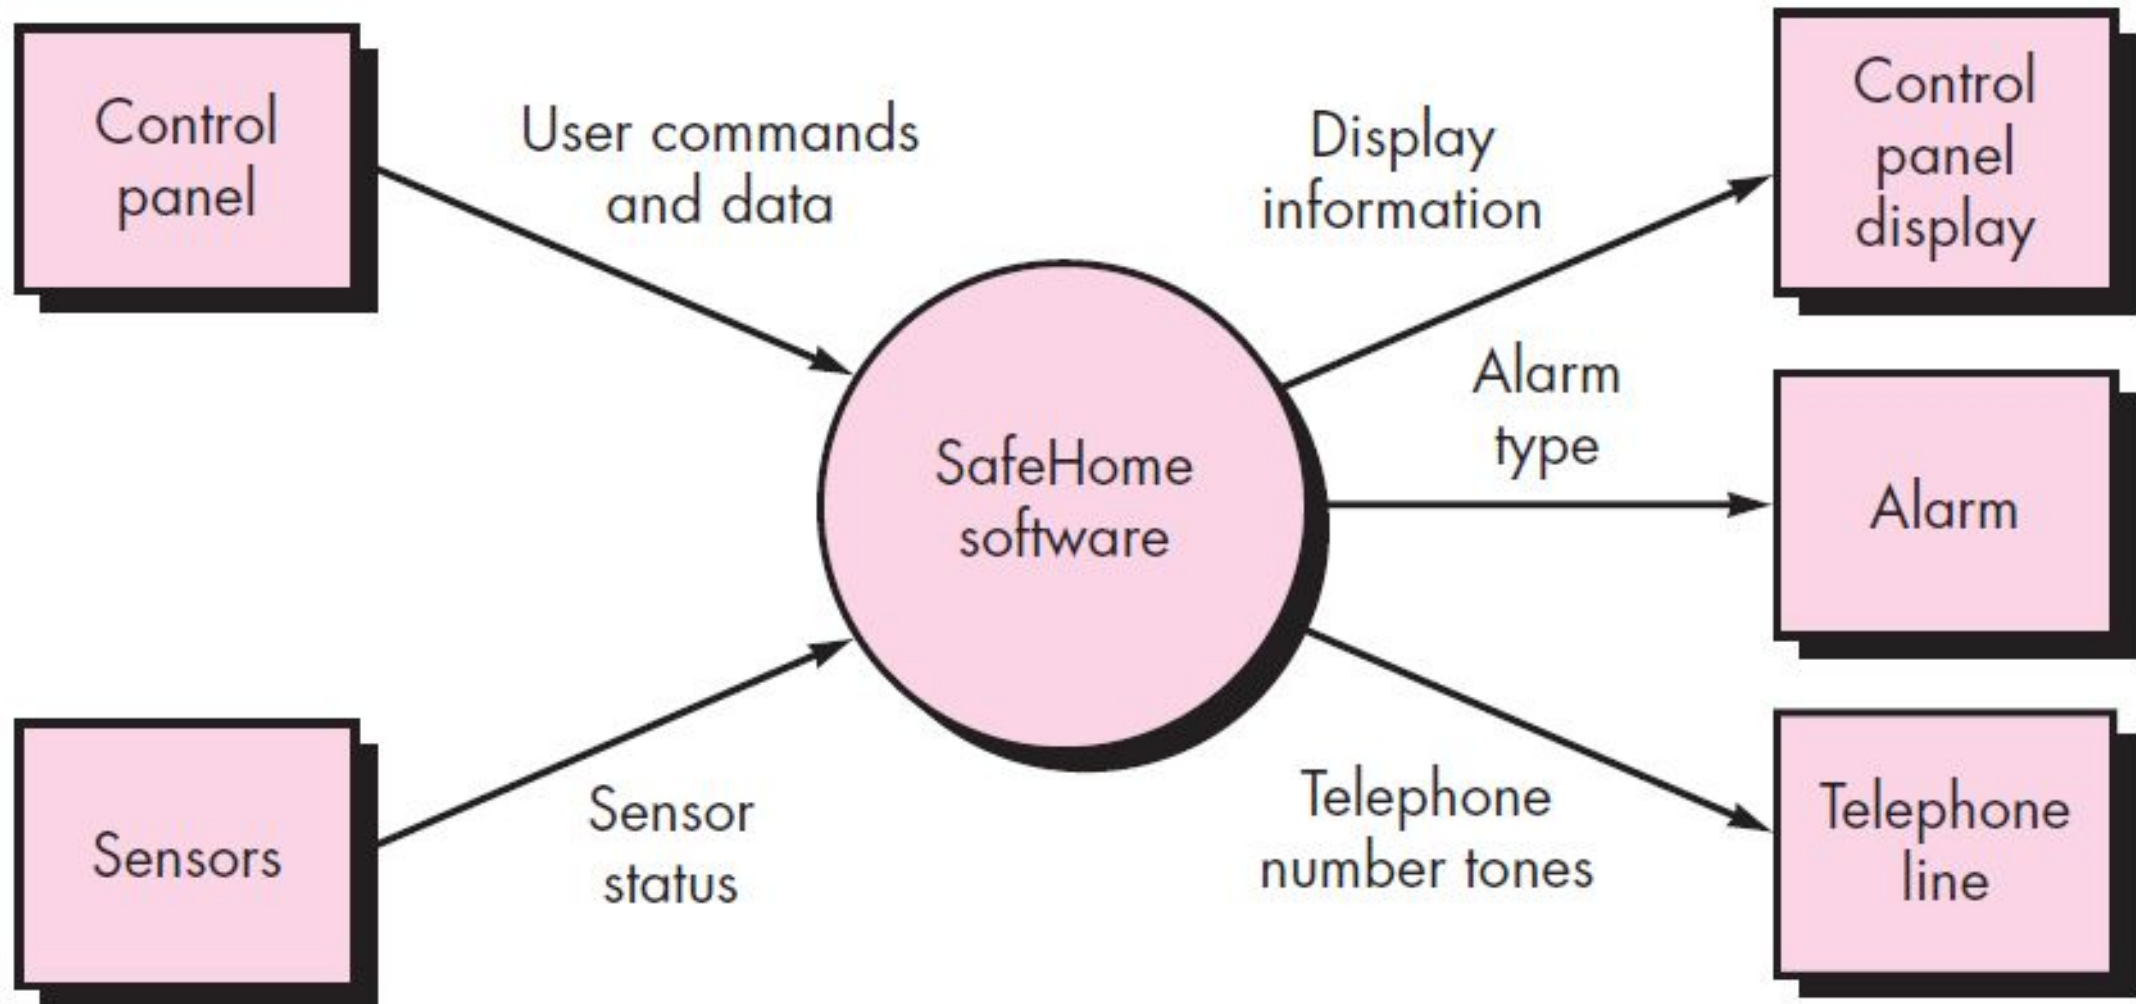 Control
panel
User commands
and data
Display
information
Control
panel
display
SafeHome
software
Alarm
type
Alarm
Sensors
Sensor
status
Telephone
number tones
Telephone
line